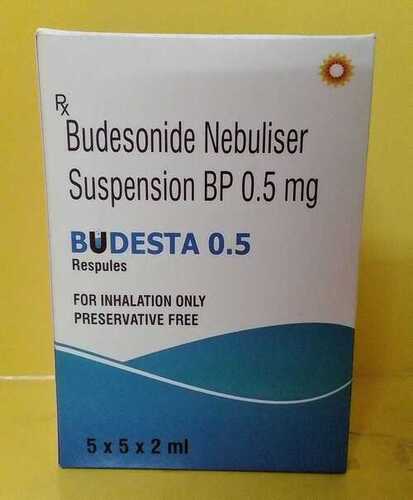 Rx
Budesonide Nebuliser
Suspension BP 0.5 mg
BUDESTA 0.5
Respules
FOR INHALATION ONLY
PRESERVATIVE FREE
5 x 5 x 2 ml